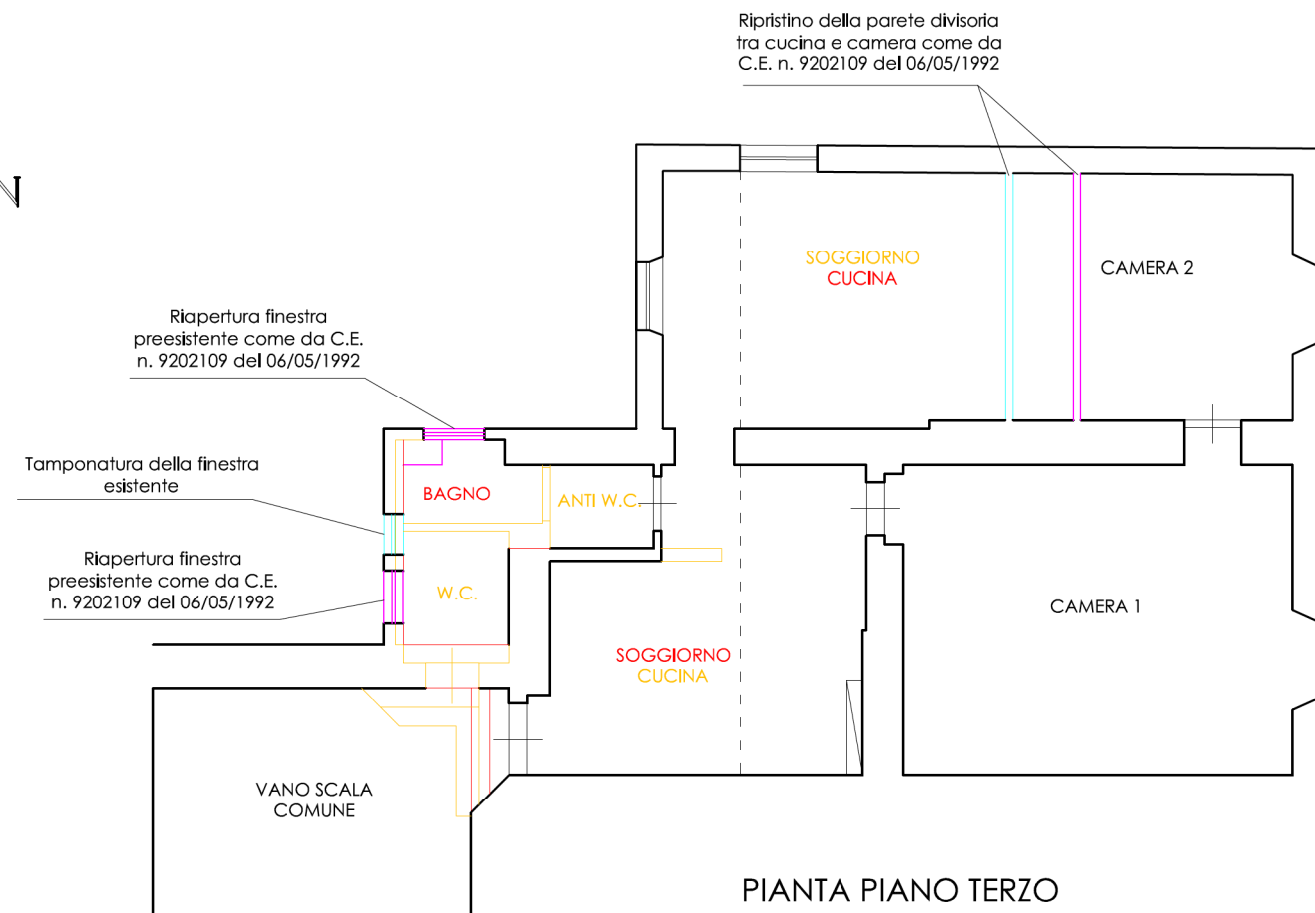 Ripristino della parete divisoria
tra cucina e camera come da
C.E. n. 9202109 del 06/05/1992
N
SOGGIORNO
CUCINA
CAMERA 2
Riapertura finestra
preesistente come da C.E.
n. 9202109 del 06/05/1992
Tamponatura della finestra
esistente
BAGNO
ANTI W.C.
Riapertura finestra
preesistente come da C.E.
n. 9202109 del 06/05/1992
W.C.
CAMERA 1
SOGGIORNO
CUCINA
VANO SCALA
COMUNE
PIANTA PIANO TERZO